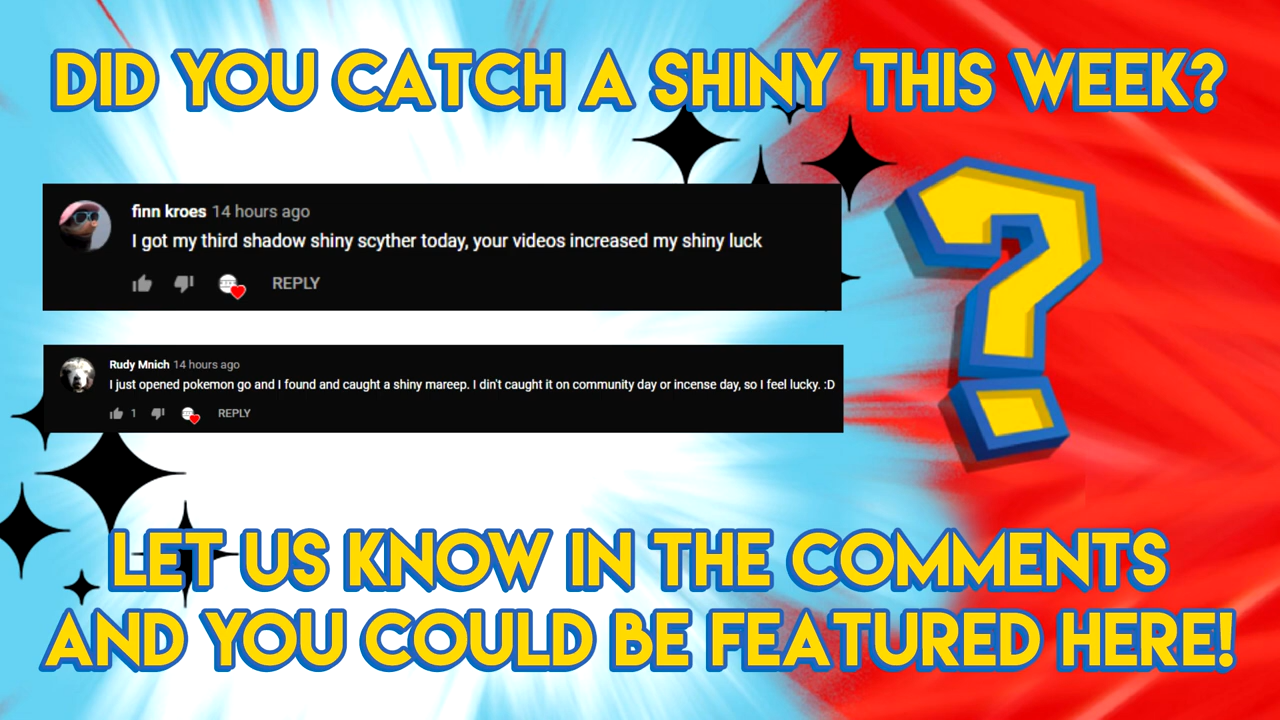 DID YOU CATCH A SHINY THIS WEEK?
finn kroes 14 hours ago
I got my third shadow shiny scyther today, your videos increased my shiny luck
REPLY
Rudy Mnich 14 hours ago
I just opened pokemon go and I found and caught a shiny mareep. I din't caught it on community day or incense day, so I feel lucky. :D
1 REPLY
?
LET US KNOW IN THE COMMENTS
AND YOU COULD BE FEATURED HERE!